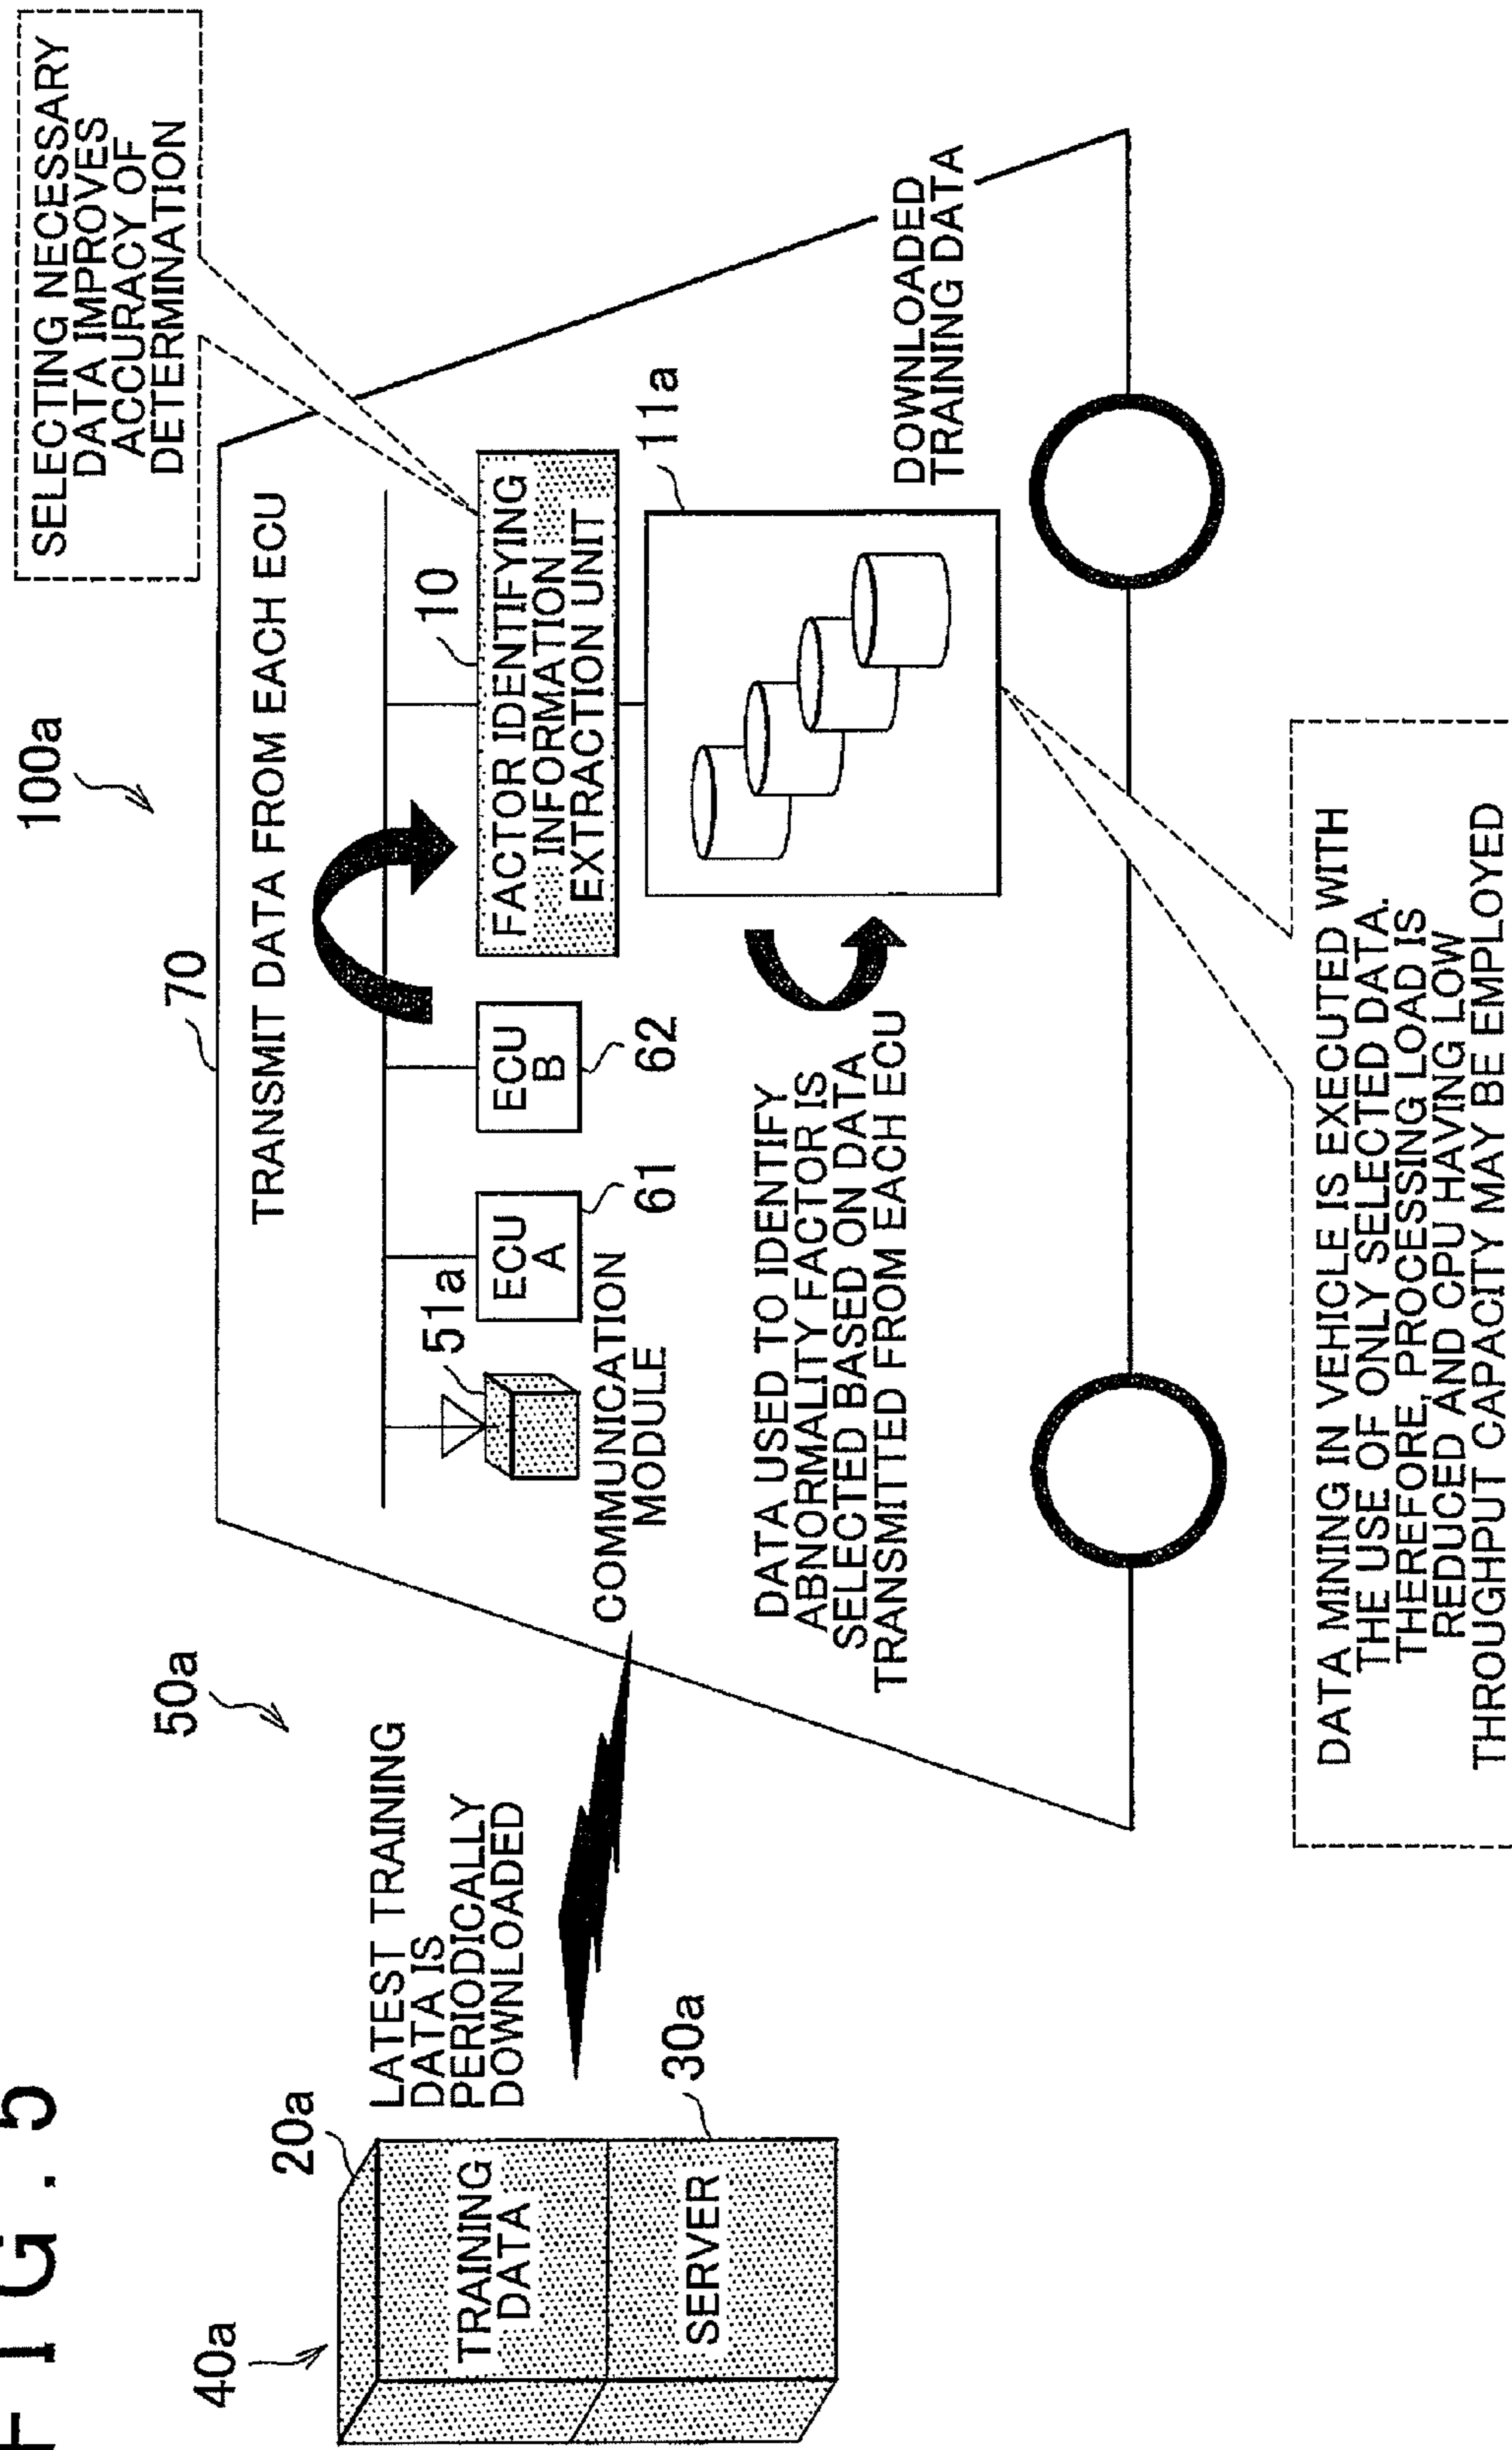 FIG. 5
100a
SELECTING NECESSARY
DATA IMPROVES
ACCURACY OF
DETERMINATION
50a
70
TRANSMIT DATA FROM EACH ECU
40a
20a
TRAINING
DATA
SERVER
30a
LATEST TRAINING
DATA IS
PERIODICALLY
DOWNLOADED
51a
COMMUNICATION
MODULE
ECU
A
61
ECU
B
62
10
FACTOR IDENTIFYING
INFORMATION
EXTRACTION UNIT
11a
DATA USED TO IDENTIFY
ABNORMALITY FACTOR IS
SELECTED BASED ON DATA
TRANSMITTED FROM EACH ECU
DOWNLOADED
TRAINING DATA
DATA MINING IN VEHICLE IS EXECUTED WITH
THE USE OF ONLY SELECTED DATA.
THEREFORE, PROCESSING LOAD IS
REDUCED AND CPU HAVING LOW
THROUGHPUT CAPACITY MAY BE EMPLOYED